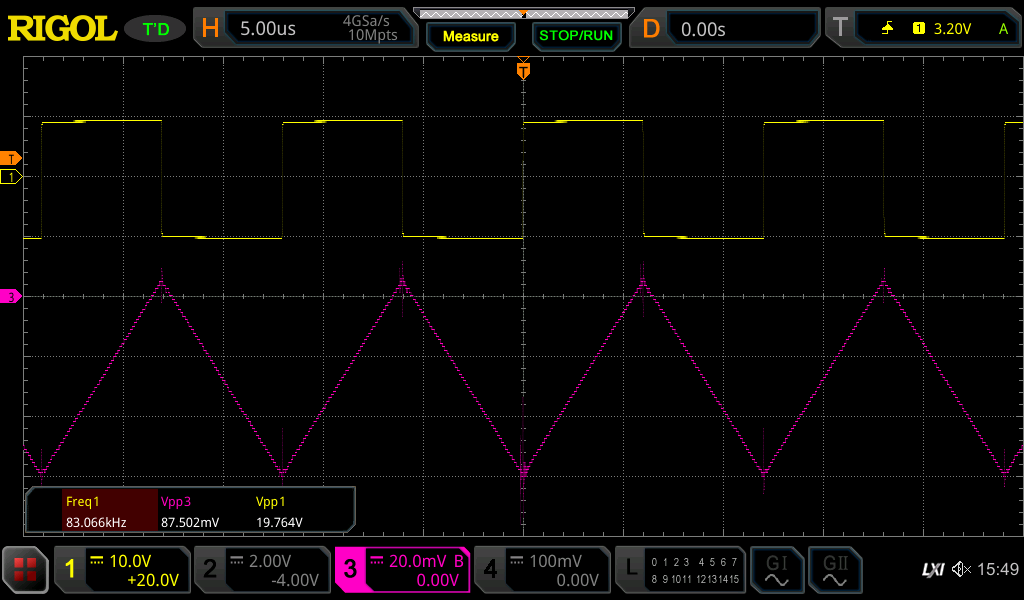 RIGOL T'D H 5.00us 4GSa/s 10Mpts Measure STOP/RUN D 0.00s T 1 3.20V A
T
T
1
3
Freq1 Vpp3 Vpp1
83.066kHz 87.502mV 19.764V
1 10.0V +20.0V 2 2.00V -4.00V 3 20.0mV B 0.00V 4 100mV 0.00V L 0 1 2 3 4 5 6 7 8 9 10 11 12 13 14 15 GI GII LXI 15:49